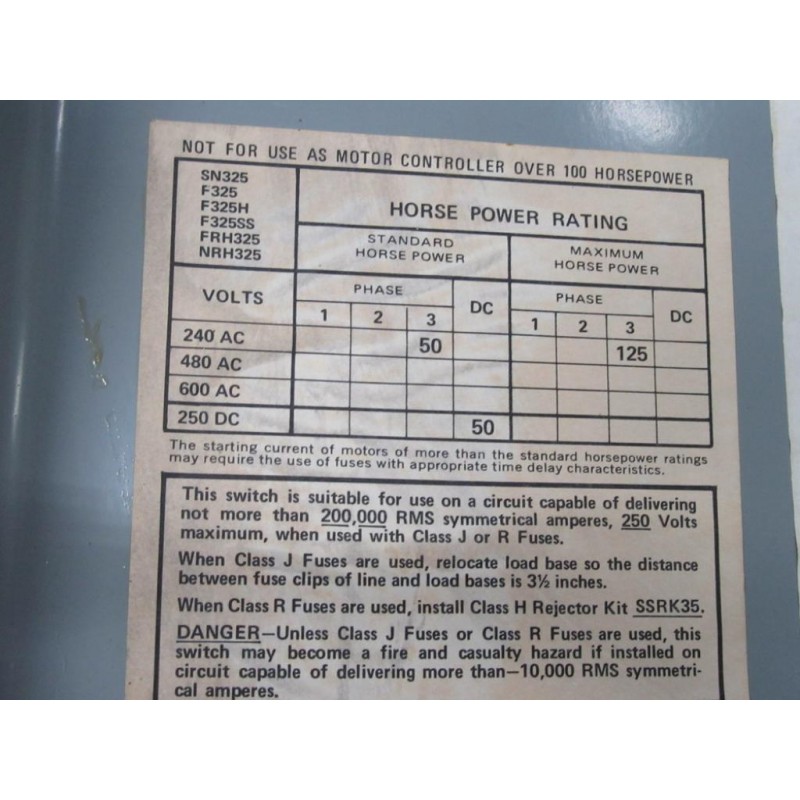 NOT FOR USE AS MOTOR CONTROLLER OVER 100 HORSEPOWER
SN325
F325
F325H
F325SS
FRH325
NRH325
HORSE POWER RATING
STANDARD
HORSE POWER
MAXIMUM
HORSE POWER
VOLTS
PHASE
DC
PHASE
DC
1 2 3
1 2 3
240 AC 50 125
480 AC
600 AC
250 DC 50
The starting current of motors of more than the standard horsepower ratings
may require the use of fuses with appropriate time delay characteristics.
This switch is suitable for use on a circuit capable of delivering
not more than 200,000 RMS symmetrical amperes, 250 Volts
maximum, when used with Class J or R Fuses.
When Class J Fuses are used, relocate load base so the distance
between fuse clips of line and load bases is 3½ inches.
When Class R Fuses are used, install Class H Rejector Kit SSRK35.
DANGER—Unless Class J Fuses or Class R Fuses are used, this
switch may become a fire and casualty hazard if installed on
circuit capable of delivering more than—10,000 RMS symmetri-
cal amperes.